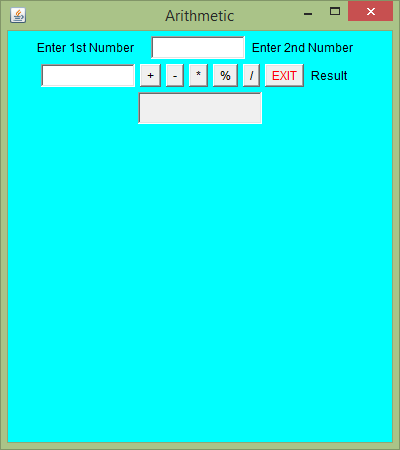 Arithmetic
Enter 1st Number Enter 2nd Number
+ - * % / EXIT Result